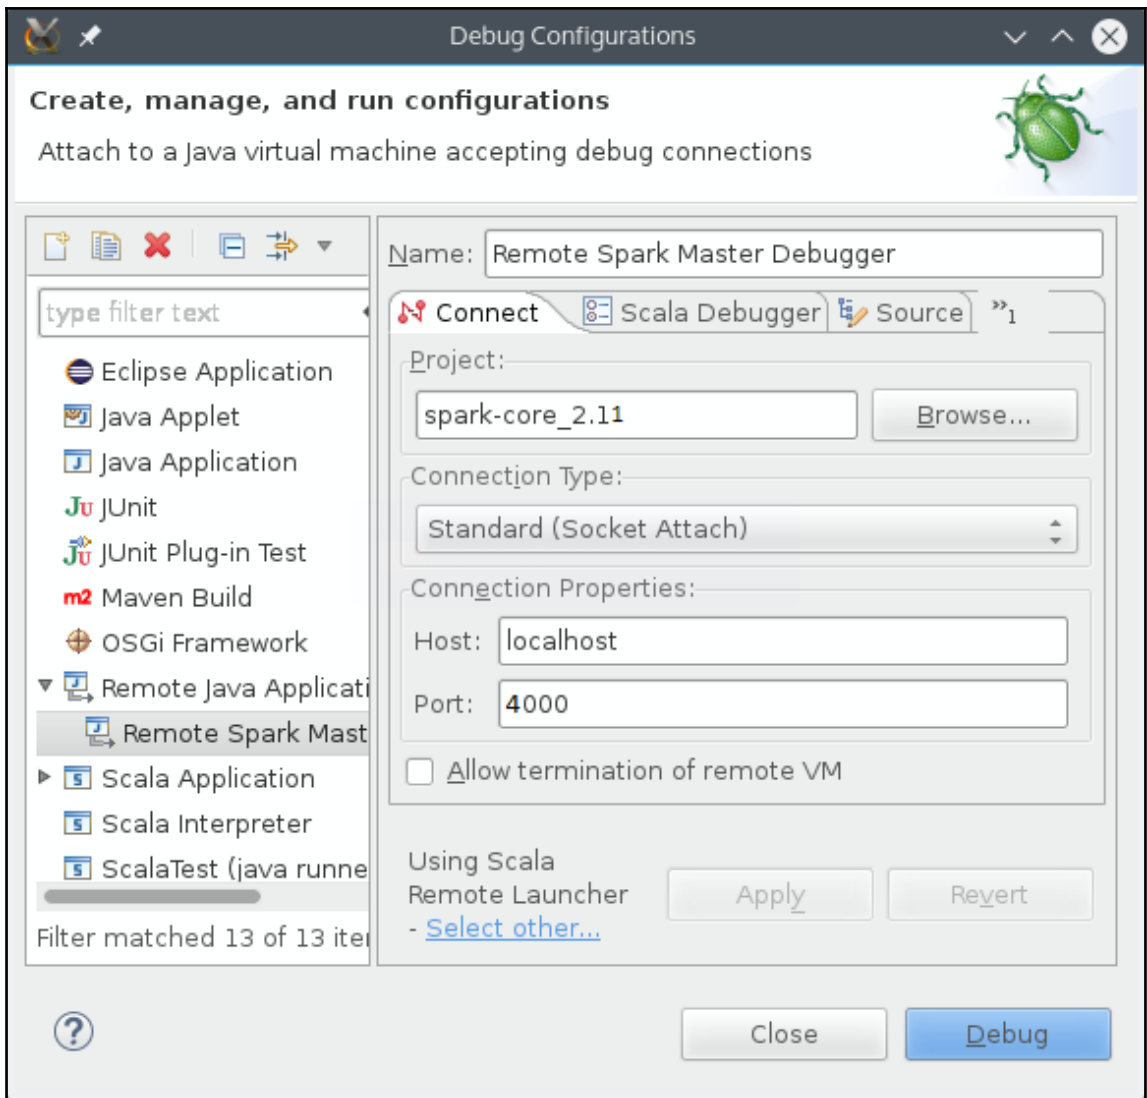 Debug Configurations
Create, manage, and run configurations
Attach to a Java virtual machine accepting debug connections
type filter text
Eclipse Application
Java Applet
Java Application
Ju JUnit
Jü JUnit Plug-in Test
m2 Maven Build
OSGi Framework
Remote Java Applicati
Remote Spark Mast
Scala Application
Scala Interpreter
ScalaTest (java runne
Filter matched 13 of 13 iter
Name: Remote Spark Master Debugger
Connect Scala Debugger Source »1
Project:
spark-core_2.11 Browse...
Connection Type:
Standard (Socket Attach)
Connection Properties:
Host: localhost
Port: 4000
Allow termination of remote VM
Using Scala
Remote Launcher
- Select other...
Apply Revert
Close Debug